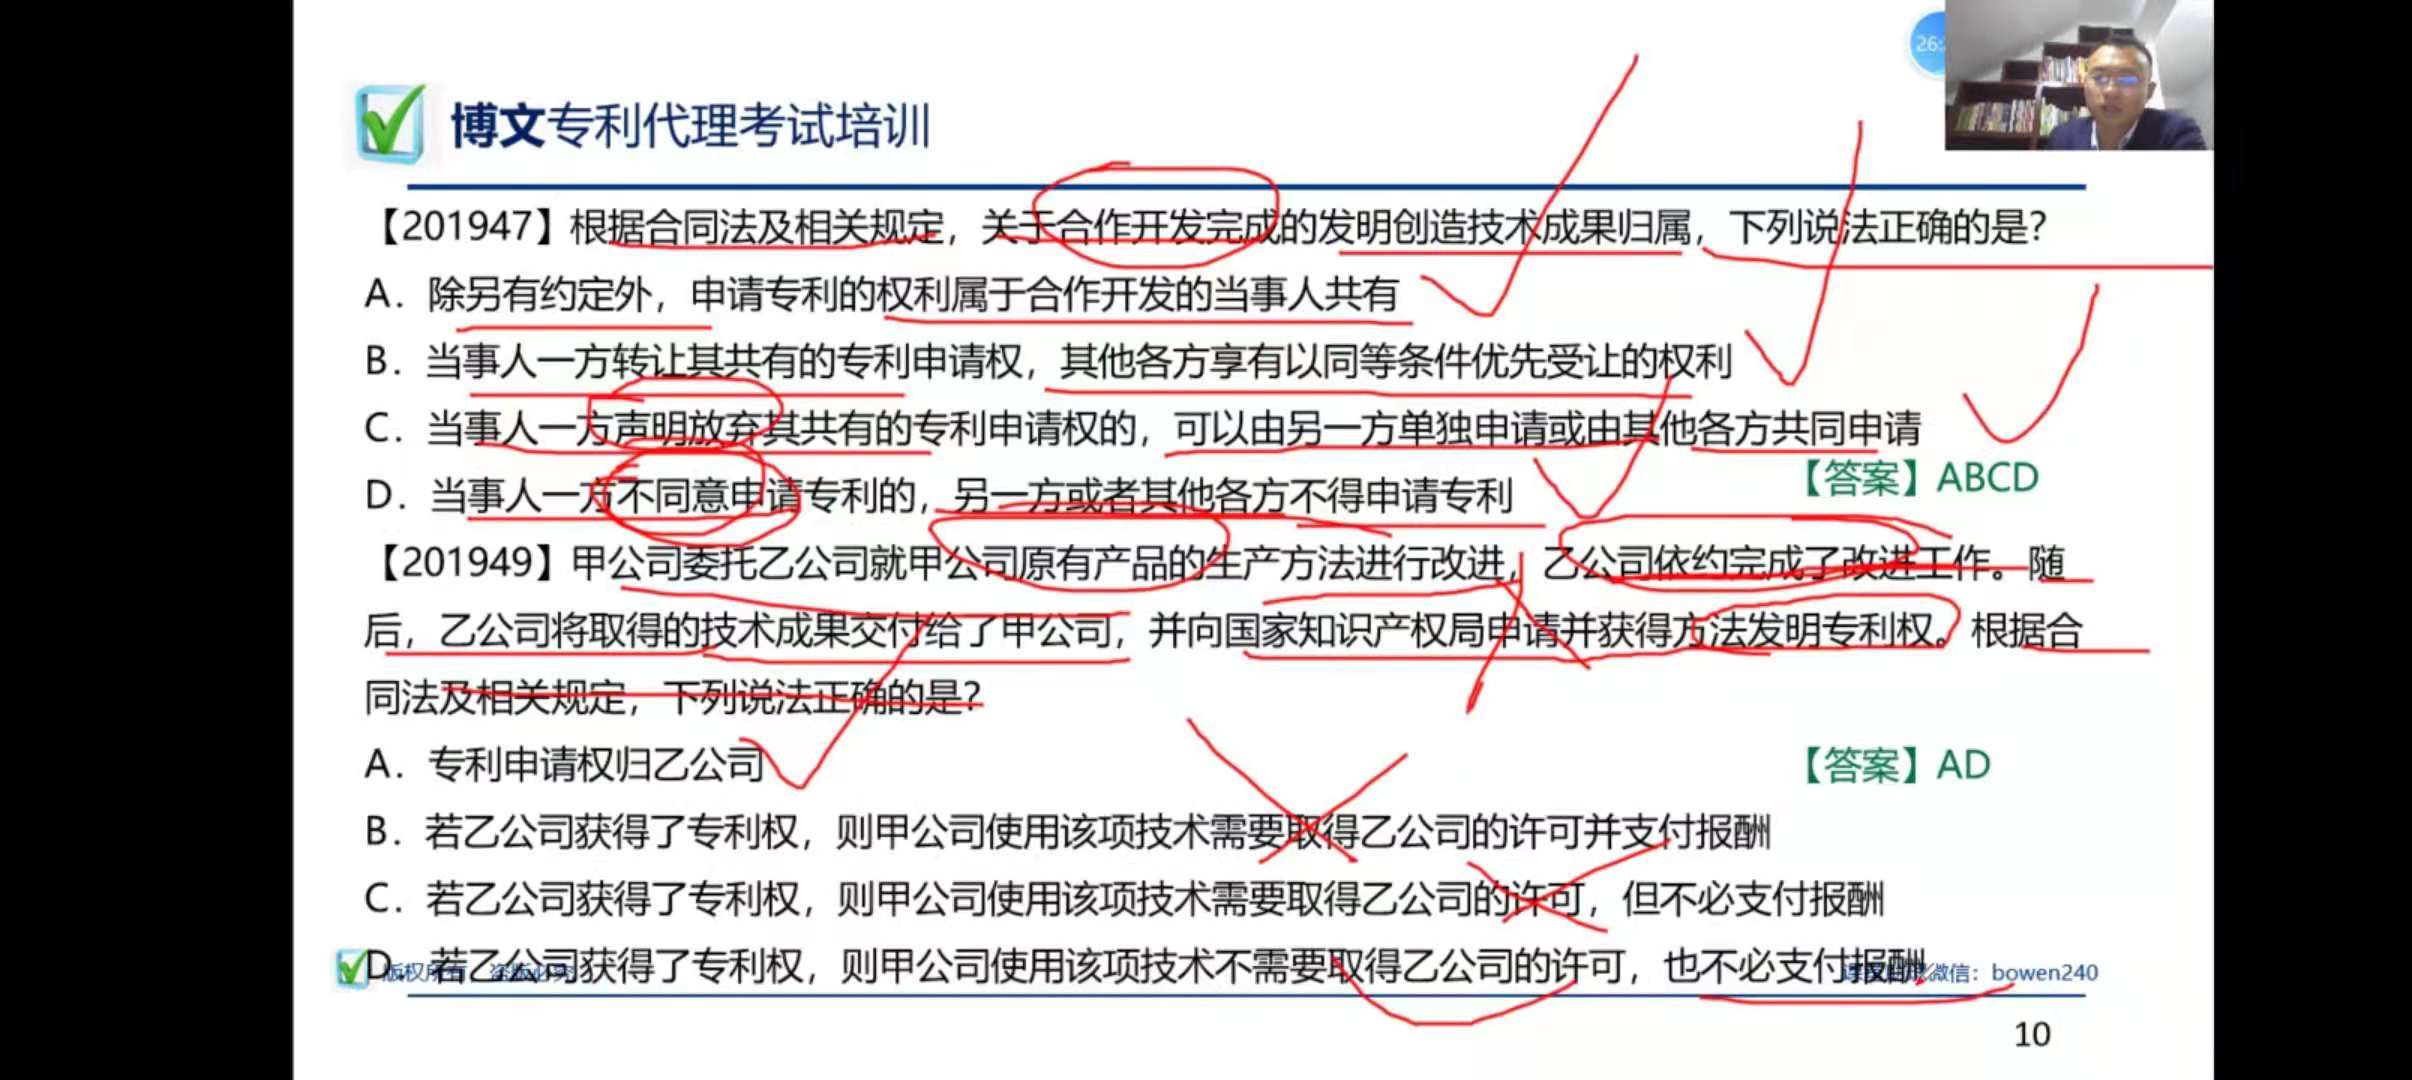 26:
博文专利代理考试培训
【201947】根据合同法及相关规定，关于合作开发完成的发明创造技术成果归属，下列说法正确的是？
A．除另有约定外，申请专利的权利属于合作开发的当事人共有
B．当事人一方转让其共有的专利申请权，其他各方享有以同等条件优先受让的权利
C．当事人一方声明放弃其共有的专利申请权的，可以由另一方单独申请或由其他各方共同申请
【答案】ABCD
D．当事人一方不同意申请专利的，另一方或者其他各方不得申请专利
【201949】甲公司委托乙公司就甲公司原有产品的生产方法进行改进，乙公司依约完成了改进工作。随
后，乙公司将取得的技术成果交付给了甲公司，并向国家知识产权局申请并获得方法发明专利权。根据合
同法及相关规定，下列说法正确的是？
A．专利申请权归乙公司
【答案】AD
B．若乙公司获得了专利权，则甲公司使用该项技术需要取得乙公司的许可并支付报酬
C．若乙公司获得了专利权，则甲公司使用该项技术需要取得乙公司的许可，但不必支付报酬
D．若乙公司获得了专利权，则甲公司使用该项技术不需要取得乙公司的许可，也不必支付报酬
版权所有，盗版必究
微信：bowen240
10